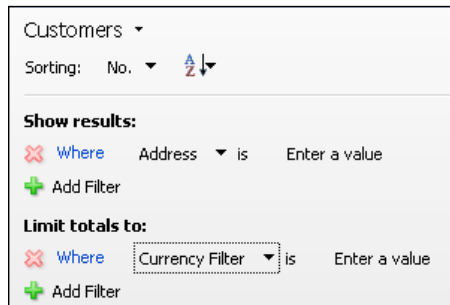 Customers
Sorting: No. AZ
Show results:
Where Address is Enter a value
Add Filter
Limit totals to:
Where Currency Filter is Enter a value
Add Filter